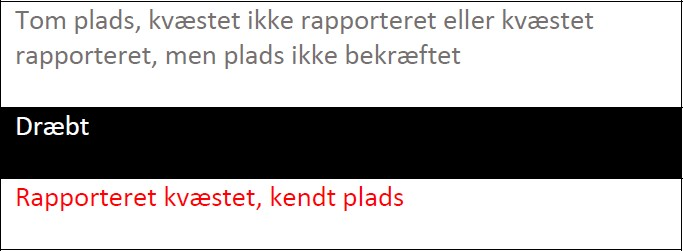 Tom plads, kvæstet ikke rapporteret eller kvæstet
rapporteret, men plads ikke bekræftet
Dræbt
Rapporteret kvæstet, kendt plads